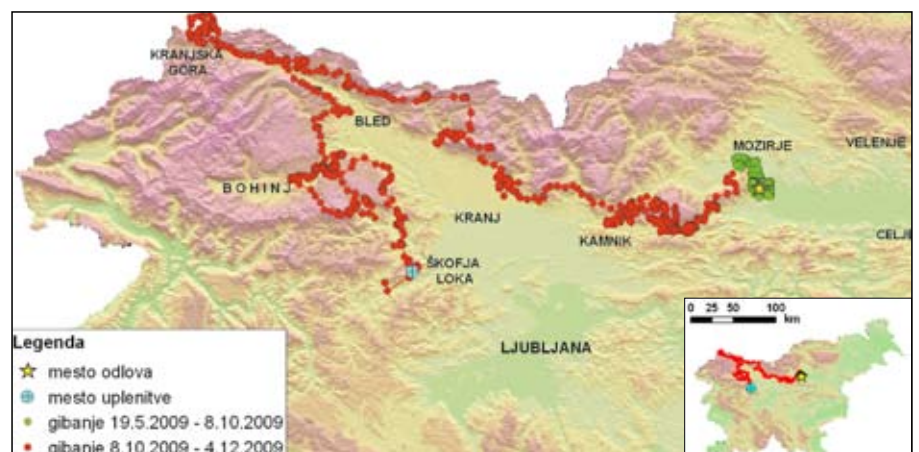 KRANJSKA
GORA
BLED
MOZIRJE
VELENJE
BOHINJ
KRANJ
KAMNIK
ŠKOFJA
LOKA
LJUBLJANA
0 25 50 100
km
Legenda
mesto odlova
mesto uplenitve
gibanje 19.5.2009 - 8.10.2009
gibanje 8.10.2009 - 4.12.2009